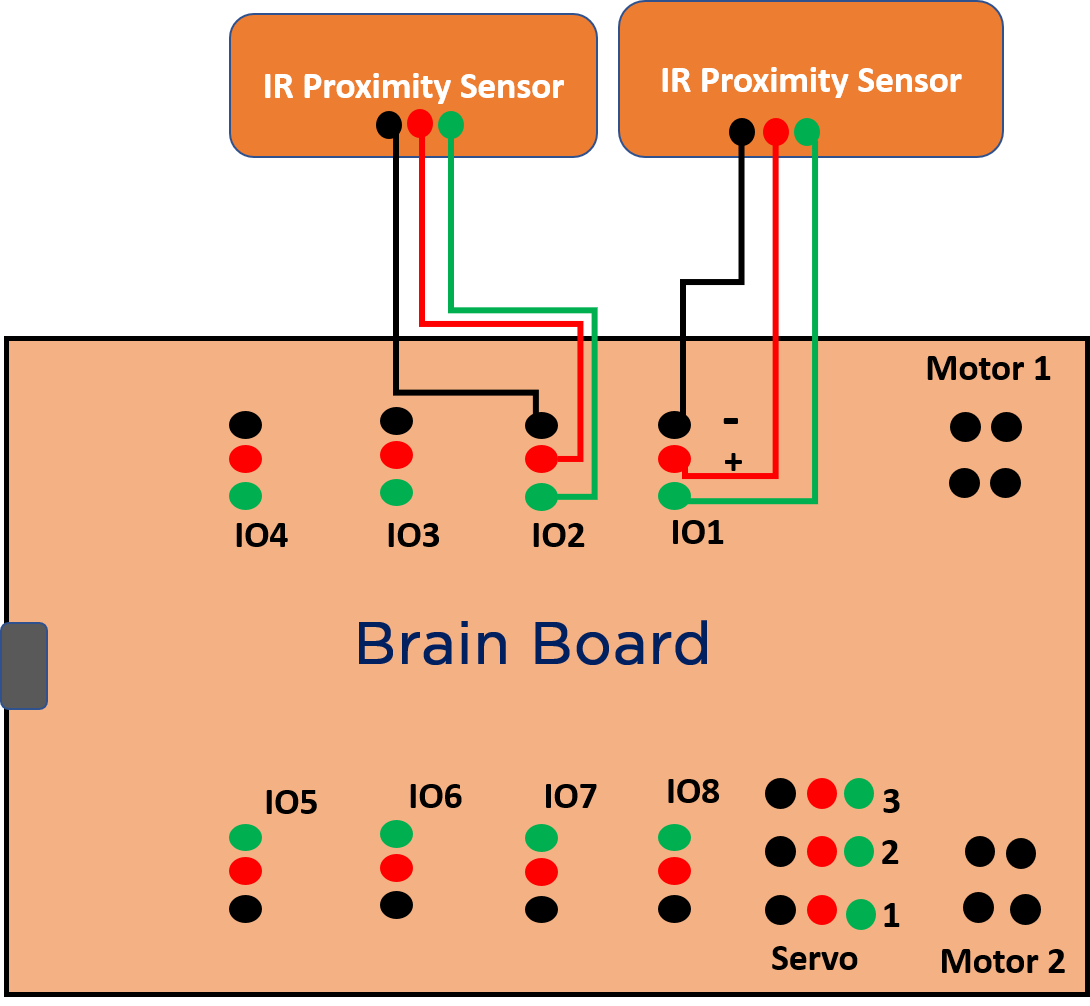 IR Proximity Sensor
IR Proximity Sensor
Motor 1
-
+
IO4
IO3
IO2
IO1
Brain Board
IO5
IO6
IO7
IO8
3
2
1
Servo
Motor 2